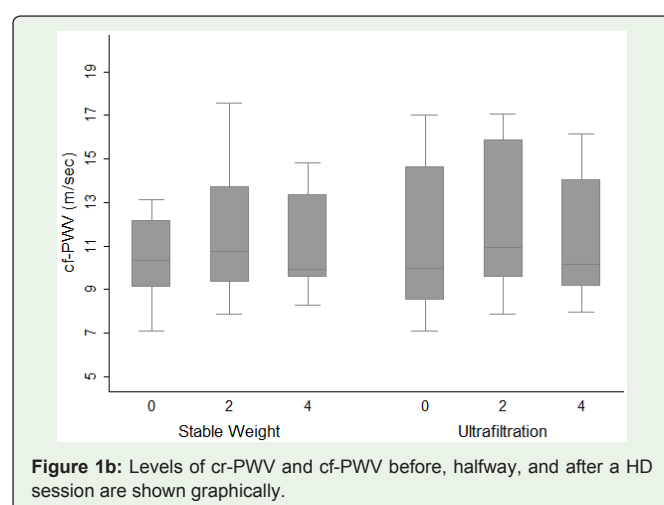 19
17
15
13
11
9
7
5
cf-PWV (m/sec)
0 2 4 0 2 4
Stable Weight Ultrafiltration
Figure 1b: Levels of cr-PWV and cf-PWV before, halfway, and after a HD
session are shown graphically.